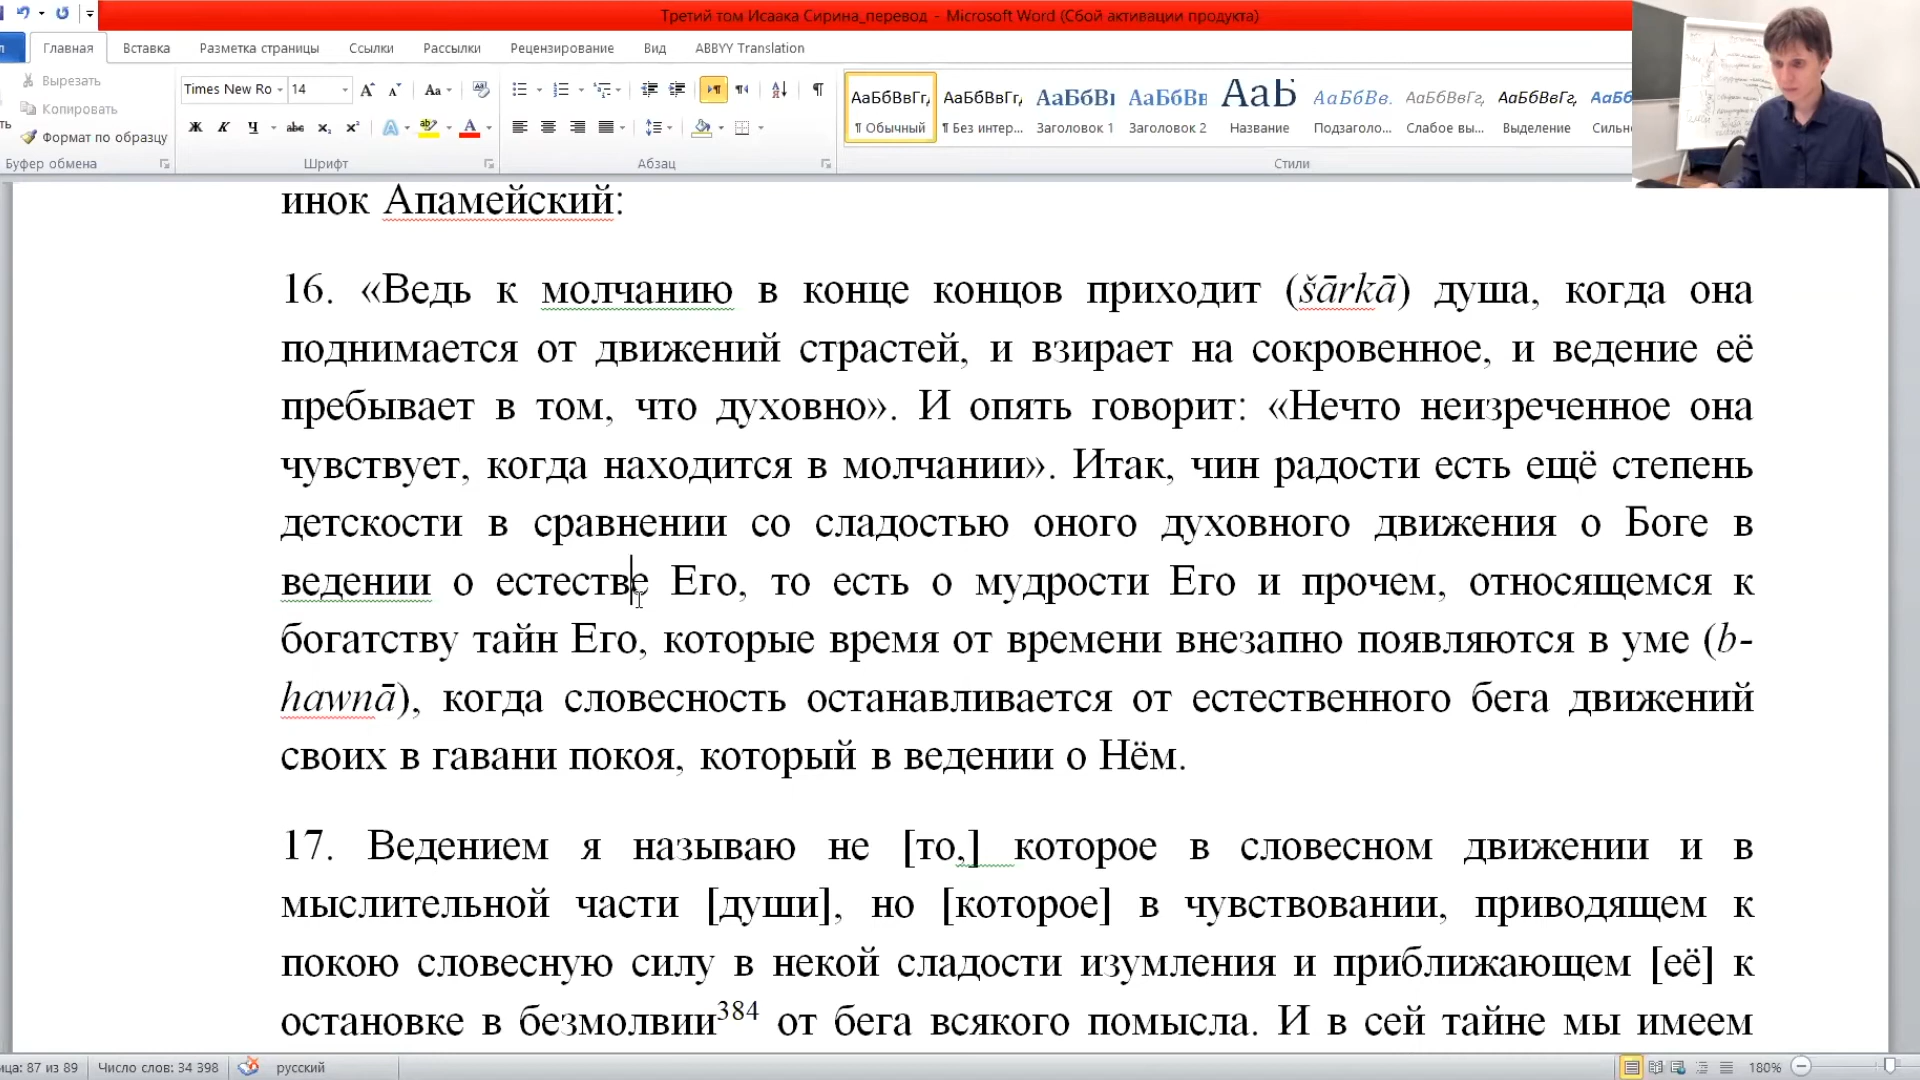 Третий том Исаака Сирина_перевод - Microsoft Word (Сбой активации продукта)
Главная Вставка Разметка страницы Ссылки Рассылки Рецензирование Вид ABBYY Translation
Вырезать
Копировать
Формат по образцу
Буфер обмена
Times New Ro 14
Шрифт
Абзац
АаБбВвГг, АаБбВвГг, АаБбВı АаБбВв АаБ АаБбВв. АаБбВвГг, АаБбВвГг, АаБб
¶ Обычный ¶ Без интер... Заголовок 1 Заголовок 2 Название Подзаголо... Слабое вы... Выделение Сильн
Стили
инок Апамейский:
16. «Ведь к молчанию в конце концов приходит (šārkā) душа, когда она
поднимается от движений страстей, и взирает на сокровенное, и ведение её
пребывает в том, что духовно». И опять говорит: «Нечто неизреченное она
чувствует, когда находится в молчании». Итак, чин радости есть ещё степень
детскости в сравнении со сладостью оного духовного движения о Боге в
ведении о естестве Его, то есть о мудрости Его и прочем, относящемся к
богатству тайн Его, которые время от времени внезапно появляются в уме (b-
hawnā), когда словесность останавливается от естественного бега движений
своих в гавани покоя, который в ведении о Нём.
17. Ведением я называю не [то,] которое в словесном движении и в
мыслительной части [души], но [которое] в чувствовании, приводящем к
покою словесную силу в некой сладости изумления и приближающем [её] к
остановке в безмолвии384 от бега всякого помысла. И в сей тайне мы имеем
ица: 87 из 89 Число слов: 34 398 русский 180%